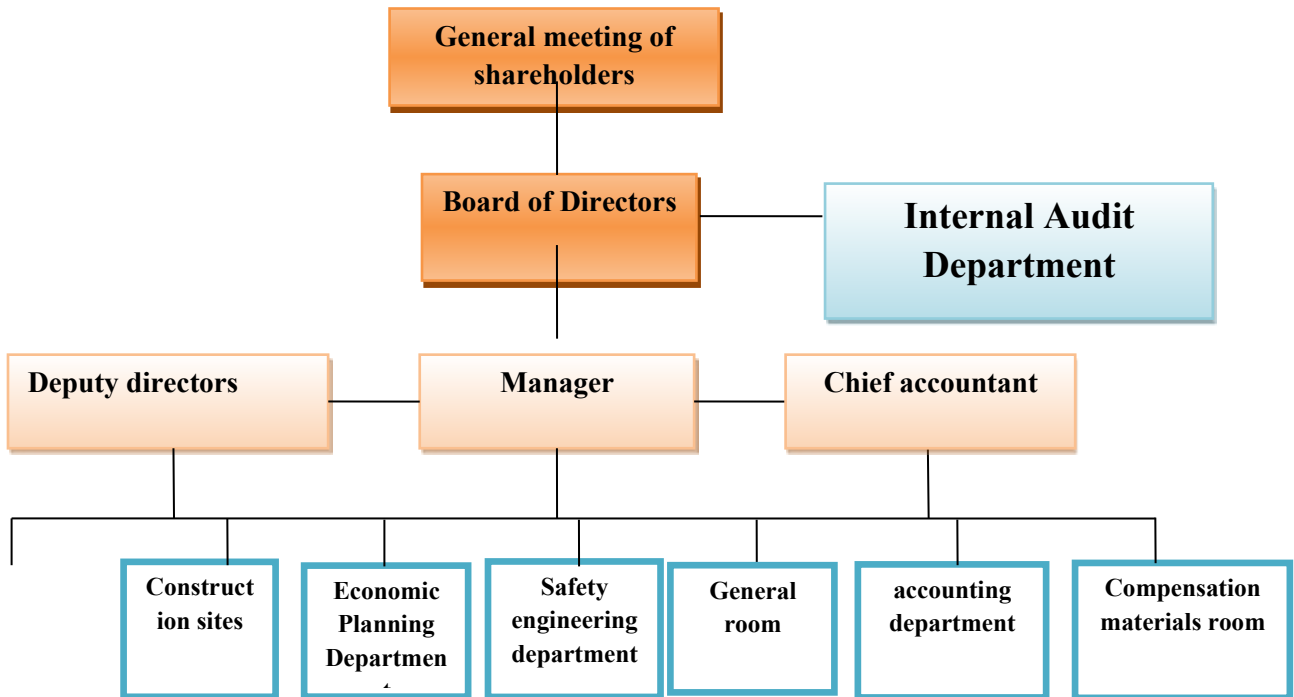 General meeting of
shareholders
Board of Directors
Internal Audit
Department
Deputy directors
Manager
Chief accountant
Construct
ion sites
Economic
Planning
Departmen
Safety
engineering
department
General
room
accounting
department
Compensation
materials room